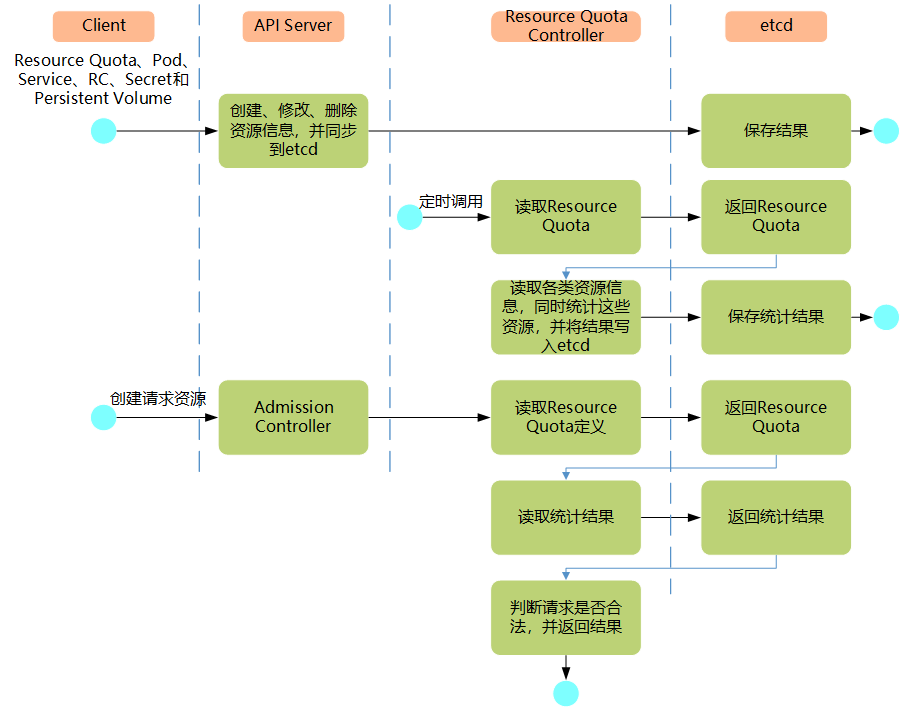 Client
API Server
Resource Quota
Controller
etcd
Resource Quota、Pod、
Service、RC、Secret和
Persistent Volume
创建、修改、删除
资源信息，并同步
到etcd
保存结果
定时调用
读取Resource
Quota
返回Resource
Quota
读取各类资源信
息，同时统计这些
资源，并将结果写
入etcd
保存统计结果
创建请求资源
Admission
Controller
读取Resource
Quota定义
返回Resource
Quota
读取统计结果
返回统计结果
判断请求是否合
法，并返回结果